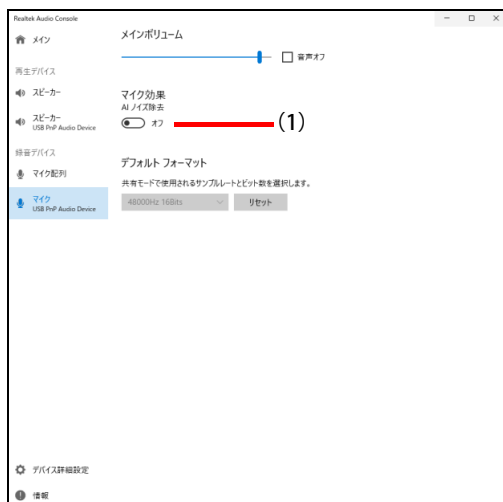 Realtek Audio Console
メイン
再生デバイス
スピーカー
スピーカー
USB PnP Audio Device
録音デバイス
マイク配列
マイク
USB PnP Audio Device
デバイス詳細設定
情報
メインボリューム
音声オフ
マイク効果
AI ノイズ除去
オフ
(1)
デフォルト フォーマット
共有モードで使用されるサンプルレートとビット数を選択します。
48000Hz 16Bits
リセット